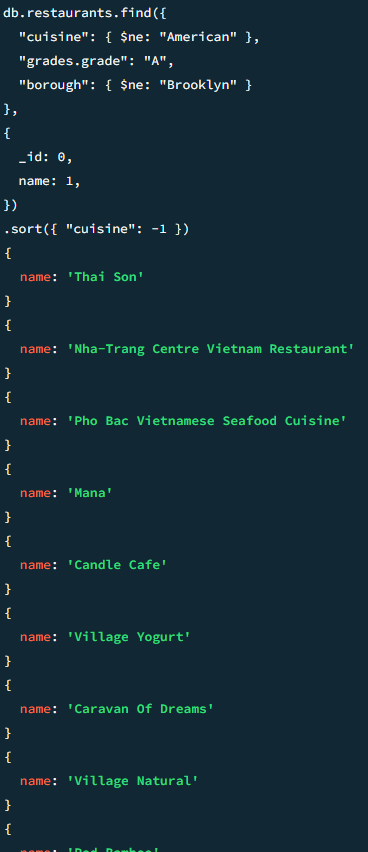 db.restaurants.find({
  "cuisine": { $ne: "American" },
  "grades.grade": "A",
  "borough": { $ne: "Brooklyn" }
},
{
  _id: 0,
  name: 1,
})
.sort({ "cuisine": -1 })
{
  name: 'Thai Son'
}
{
  name: 'Nha-Trang Centre Vietnam Restaurant'
}
{
  name: 'Pho Bac Vietnamese Seafood Cuisine'
}
{
  name: 'Mana'
}
{
  name: 'Candle Cafe'
}
{
  name: 'Village Yogurt'
}
{
  name: 'Caravan Of Dreams'
}
{
  name: 'Village Natural'
}
{
  name: